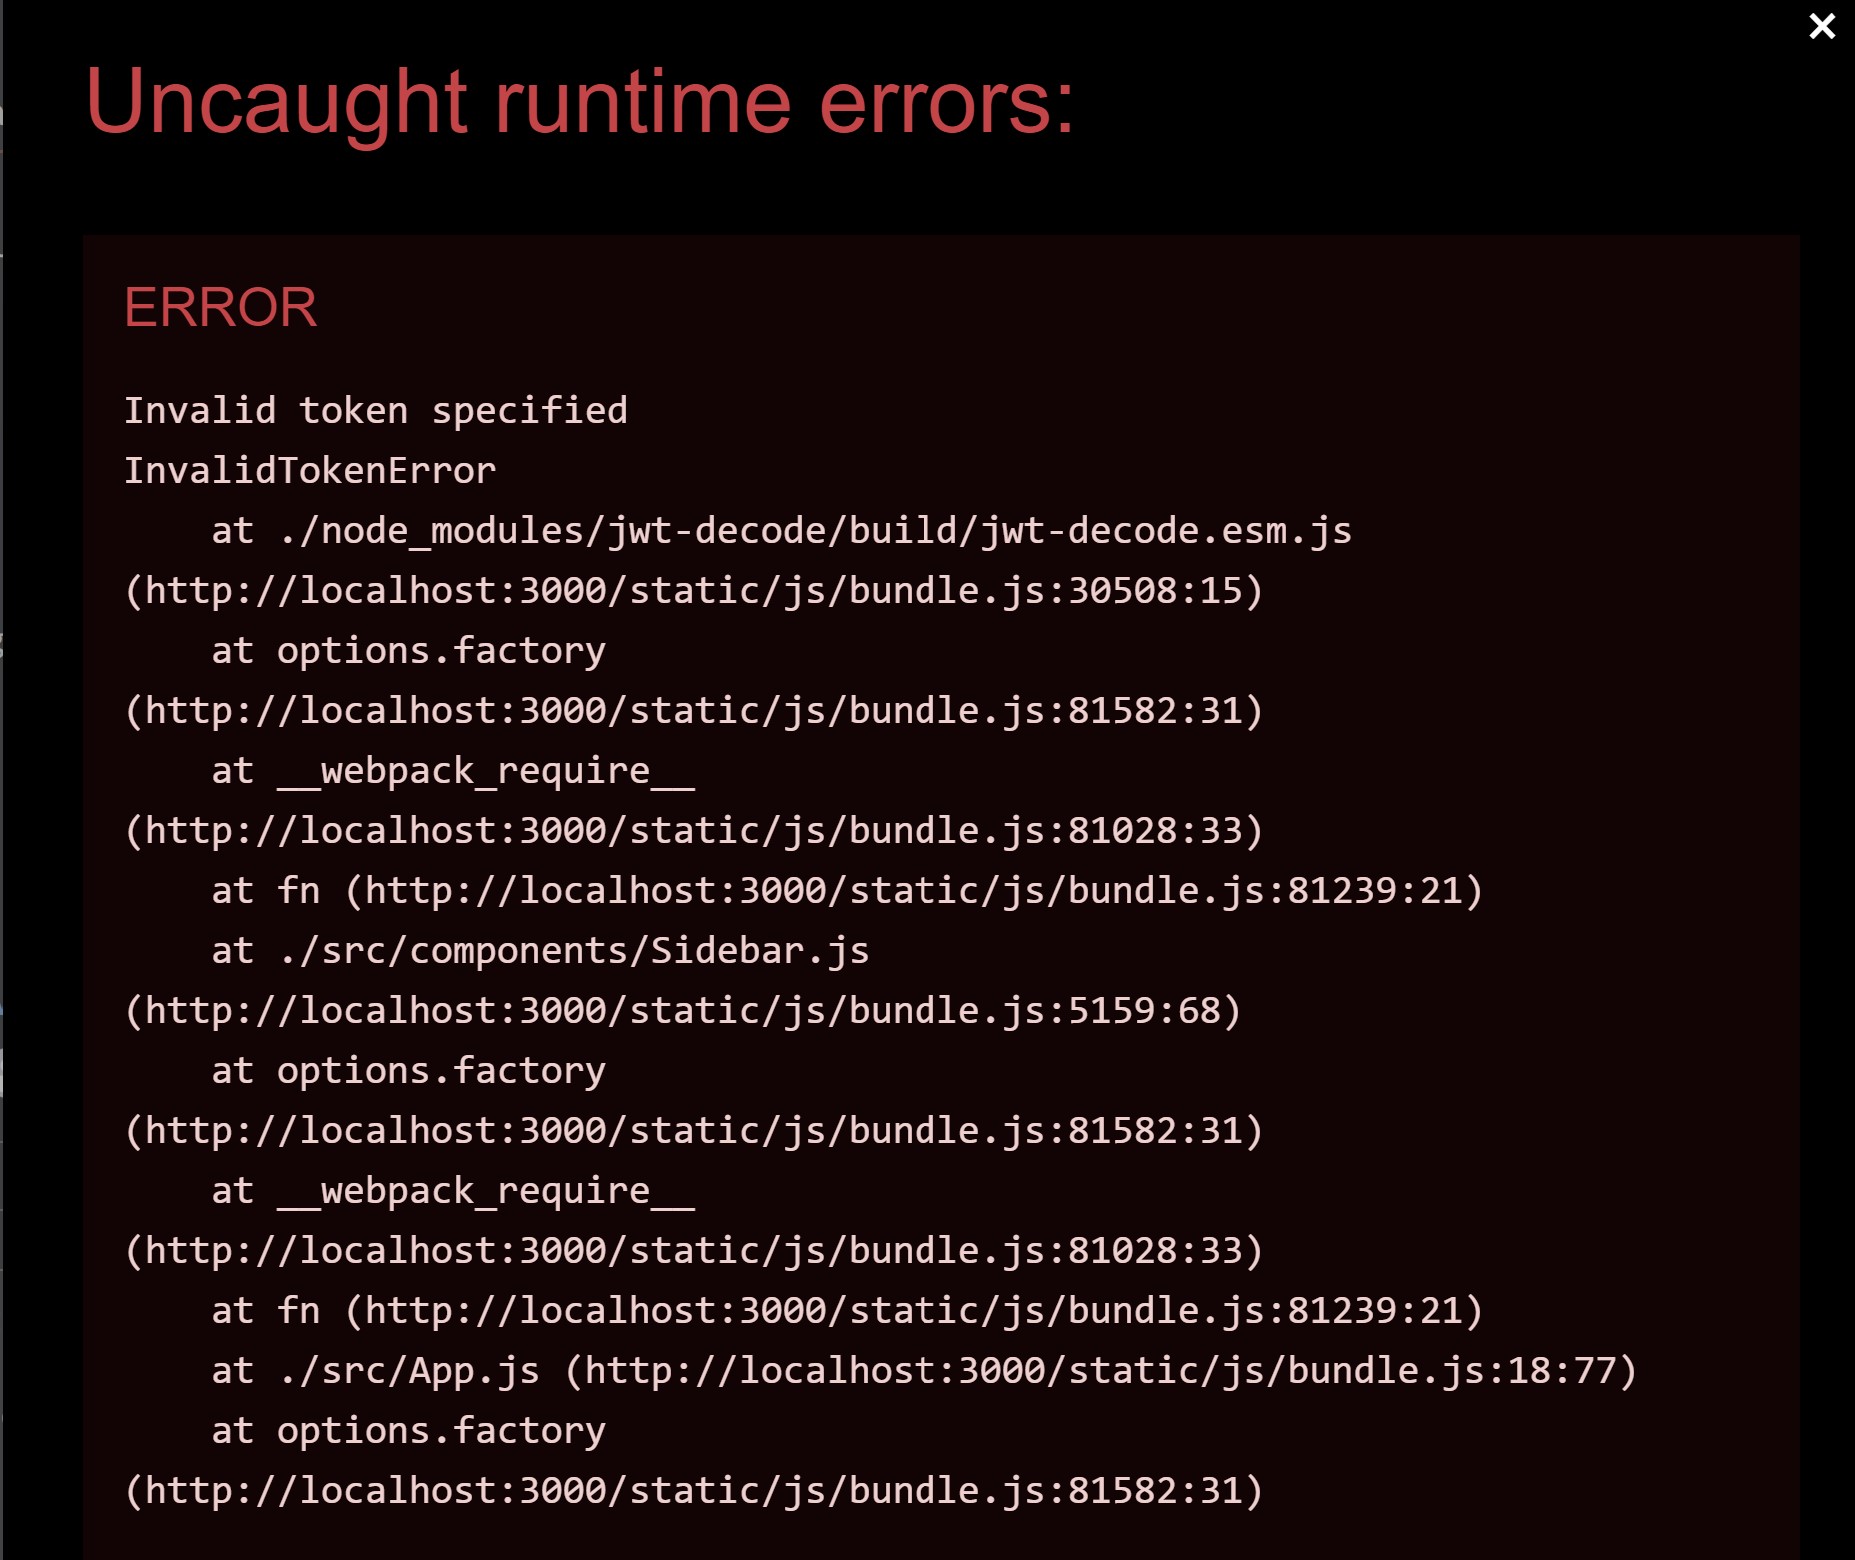 Uncaught runtime errors:
×
ERROR
Invalid token specified
InvalidTokenError
    at ./node_modules/jwt-decode/build/jwt-decode.esm.js
(http://localhost:3000/static/js/bundle.js:30508:15)
    at options.factory
(http://localhost:3000/static/js/bundle.js:81582:31)
    at __webpack_require__
(http://localhost:3000/static/js/bundle.js:81028:33)
    at fn (http://localhost:3000/static/js/bundle.js:81239:21)
    at ./src/components/Sidebar.js
(http://localhost:3000/static/js/bundle.js:5159:68)
    at options.factory
(http://localhost:3000/static/js/bundle.js:81582:31)
    at __webpack_require__
(http://localhost:3000/static/js/bundle.js:81028:33)
    at fn (http://localhost:3000/static/js/bundle.js:81239:21)
    at ./src/App.js (http://localhost:3000/static/js/bundle.js:18:77)
    at options.factory
(http://localhost:3000/static/js/bundle.js:81582:31)